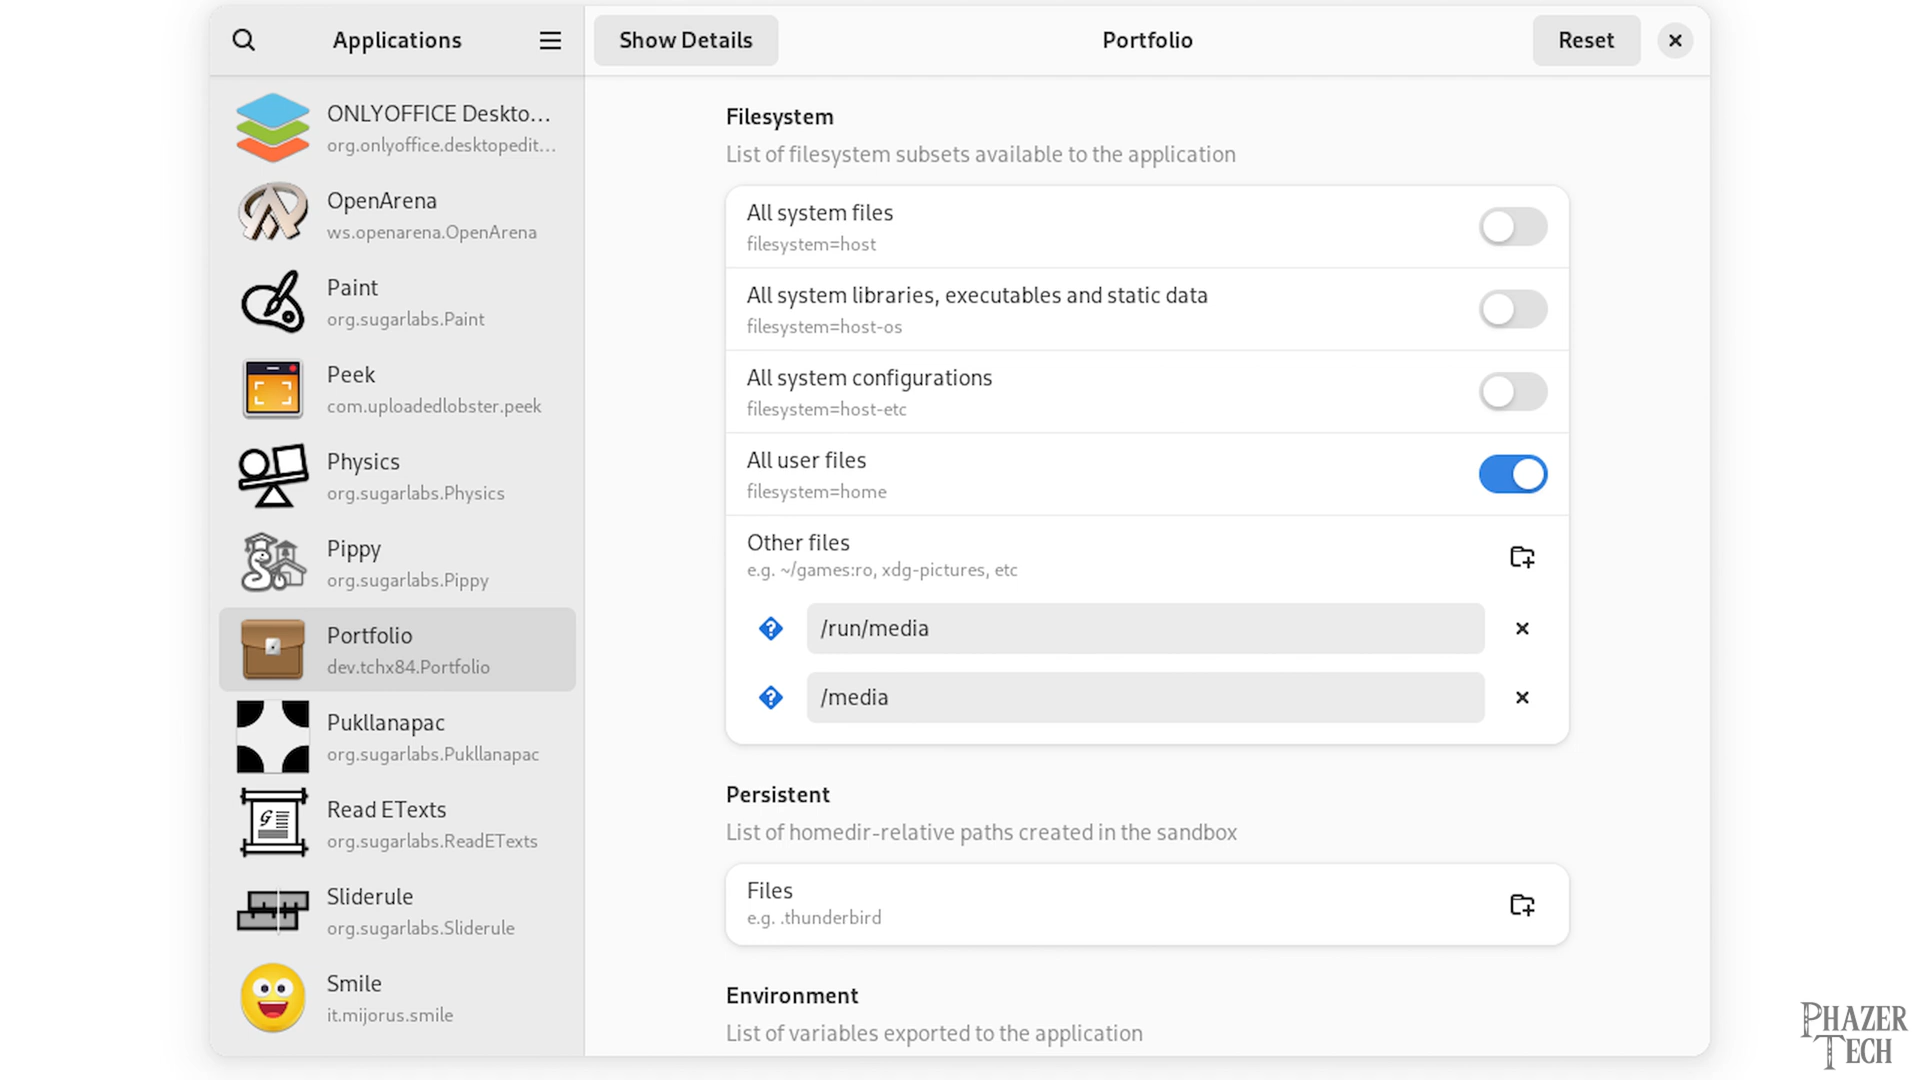 Applications
Show Details
Portfolio
Reset
ONLYOFFICE Deskto...
org.onlyoffice.desktopedit...
OpenArena
ws.openarena.OpenArena
Paint
org.sugarlabs.Paint
Peek
com.uploadedlobster.peek
Physics
org.sugarlabs.Physics
Pippy
org.sugarlabs.Pippy
Portfolio
dev.tchx84.Portfolio
Pukllanapac
org.sugarlabs.Pukllanapac
Read ETexts
org.sugarlabs.ReadETexts
Sliderule
org.sugarlabs.Sliderule
Smile
it.mijorus.smile
Filesystem
List of filesystem subsets available to the application
All system files
filesystem=host
All system libraries, executables and static data
filesystem=host-os
All system configurations
filesystem=host-etc
All user files
filesystem=home
Other files
e.g. ~/games:ro, xdg-pictures, etc
/run/media
/media
Persistent
List of homedir-relative paths created in the sandbox
Files
e.g. .thunderbird
Environment
List of variables exported to the application
PHAZER
TECH